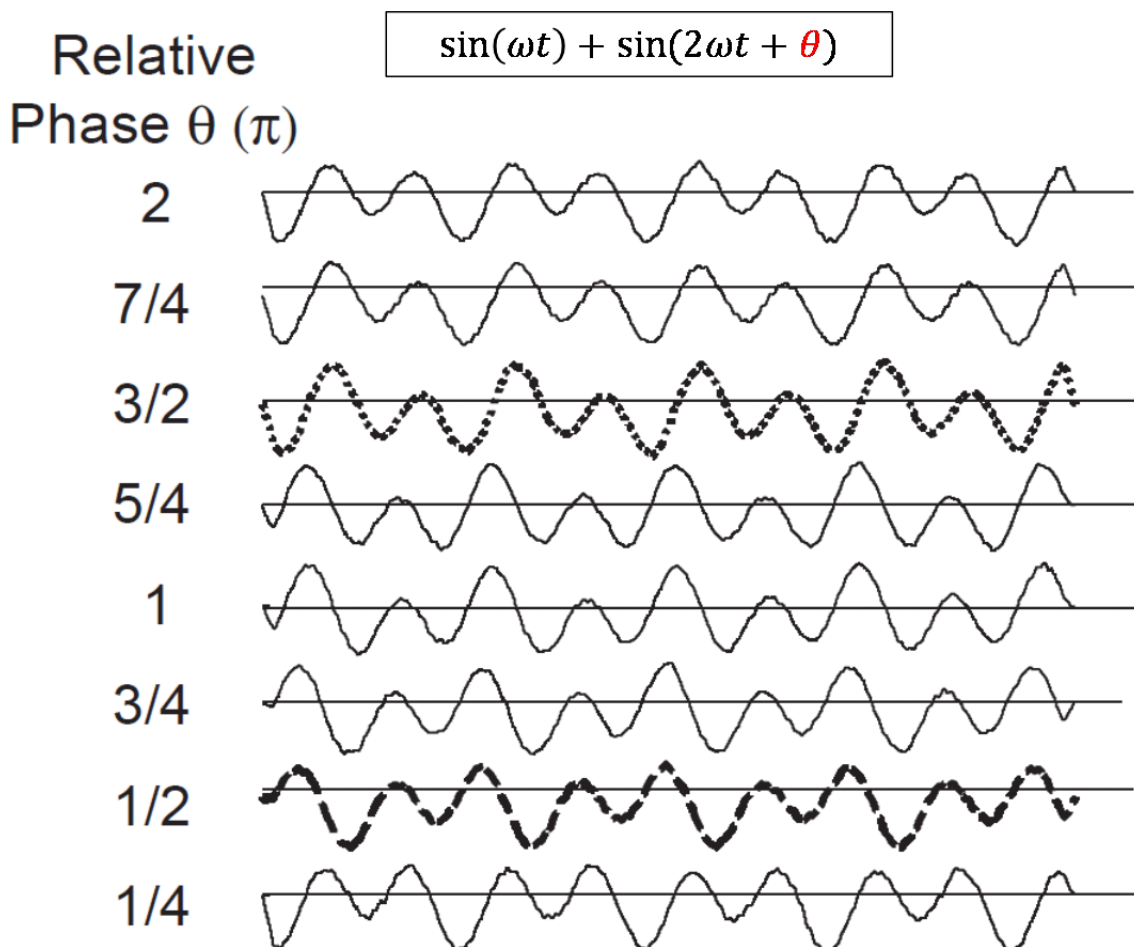 Relative
Phase θ (π)
sin(ωt) + sin(2ωt + θ)
2
7/4
3/2
5/4
1
3/4
1/2
1/4